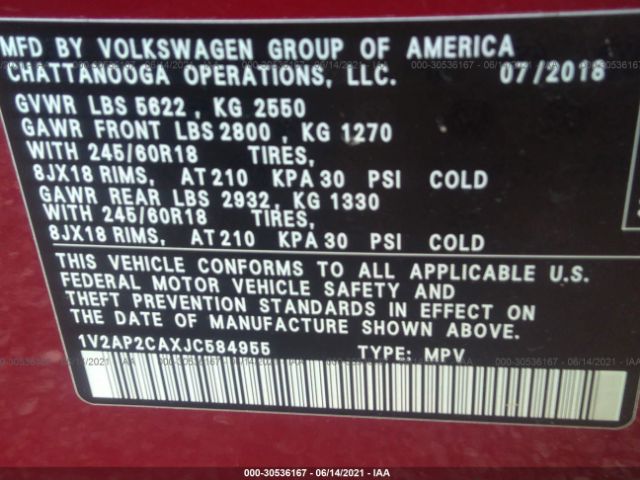 MFD BY VOLKSWAGEN GROUP OF AMERICA
CHATTANOOGA OPERATIONS, LLC. 07/2018
GVWR LBS 5622 , KG 2550
GAWR FRONT LBS 2800 , KG 1270
WITH 245/60R18 TIRES,
8JX18 RIMS, AT 210 KPA 30 PSI COLD
GAWR REAR LBS 2932, KG 1330
WITH 245/60R18 TIRES,
8JX18 RIMS, AT 210 KPA 30 PSI COLD
THIS VEHICLE CONFORMS TO ALL APPLICABLE U.S.
FEDERAL MOTOR VEHICLE SAFETY AND
THEFT PREVENTION STANDARDS IN EFFECT ON
THE DATE OF MANUFACTURE SHOWN ABOVE.
1V2AP2CAXJC584955 TYPE: MPV
000-30536167 - 06/14/2021 - IAA